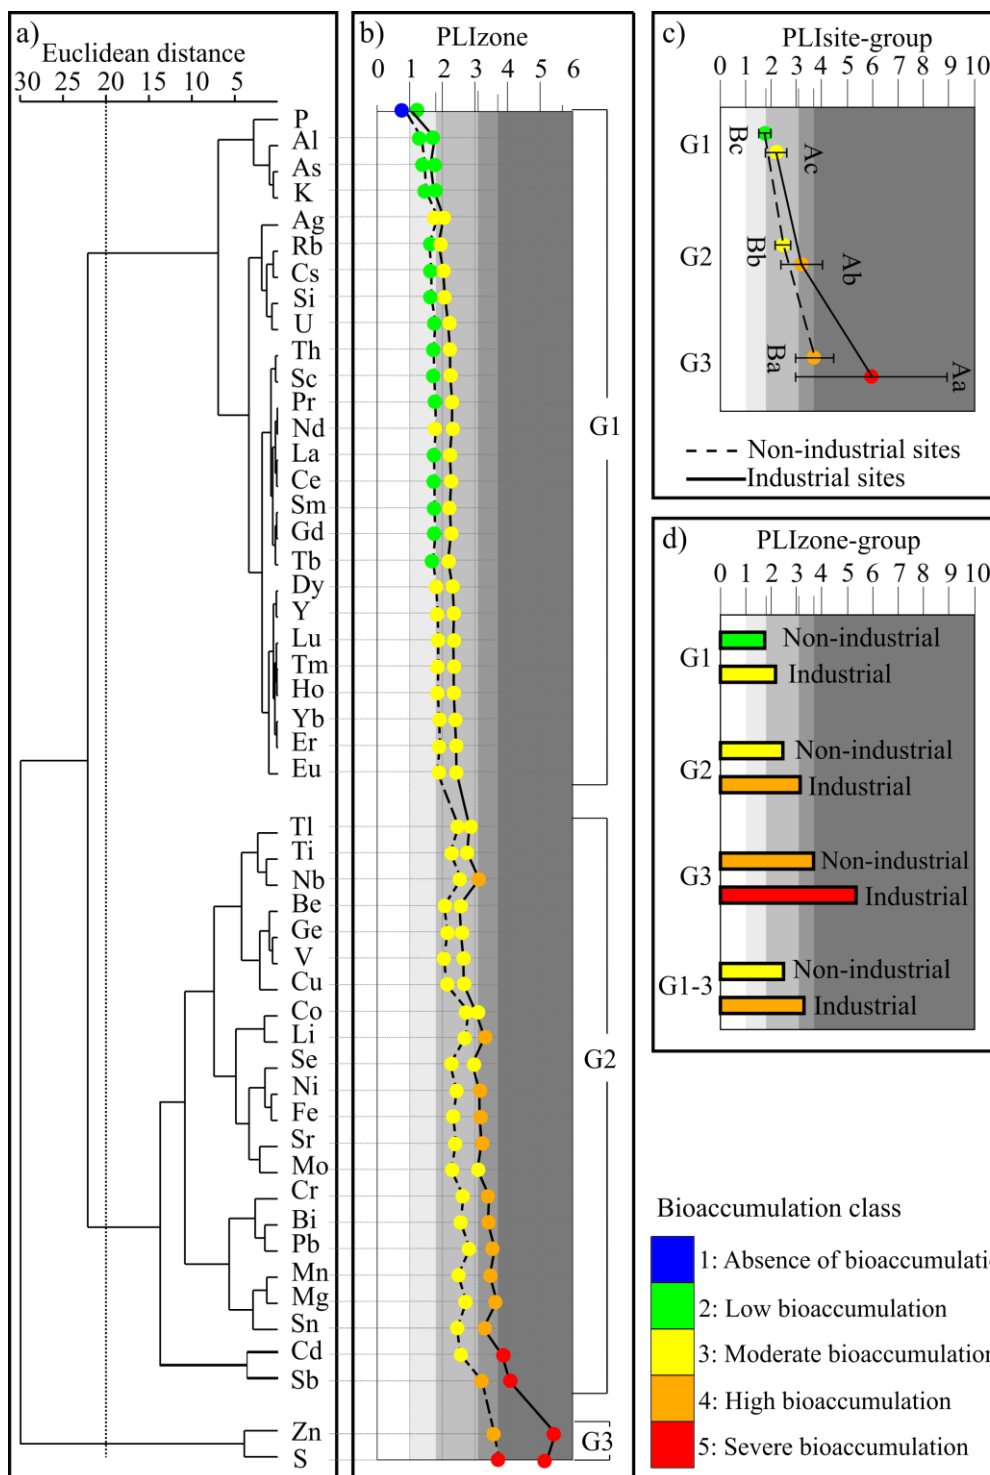 a)
Euclidean distance
30 25 20 15 10 5
P
Al
As
K
Ag
Rb
Cs
Si
U
Th
Sc
Pr
Nd
La
Ce
Sm
Gd
Tb
Dy
Y
Lu
Tm
Ho
Yb
Er
Eu
Tl
Ti
Nb
Be
Ge
V
Cu
Co
Li
Se
Ni
Fe
Sr
Mo
Cr
Bi
Pb
Mn
Mg
Sn
Cd
Sb
Zn
S
b)
PLIzone
0 1 2 3 4 5 6
G1
G2
G3
c)
PLIsite-group
0 1 2 3 4 5 6 7 8 9 10
G1
Bc
Ac
G2
Bb
Ab
G3
Ba
Aa
Non-industrial sites
Industrial sites
d)
PLIzone-group
0 1 2 3 4 5 6 7 8 9 10
G1
Non-industrial
Industrial
G2
Non-industrial
Industrial
G3
Non-industrial
Industrial
G1-3
Non-industrial
Industrial
Bioaccumulation class
1: Absence of bioaccumulati
2: Low bioaccumulation
3: Moderate bioaccumulation
4: High bioaccumulation
5: Severe bioaccumulation